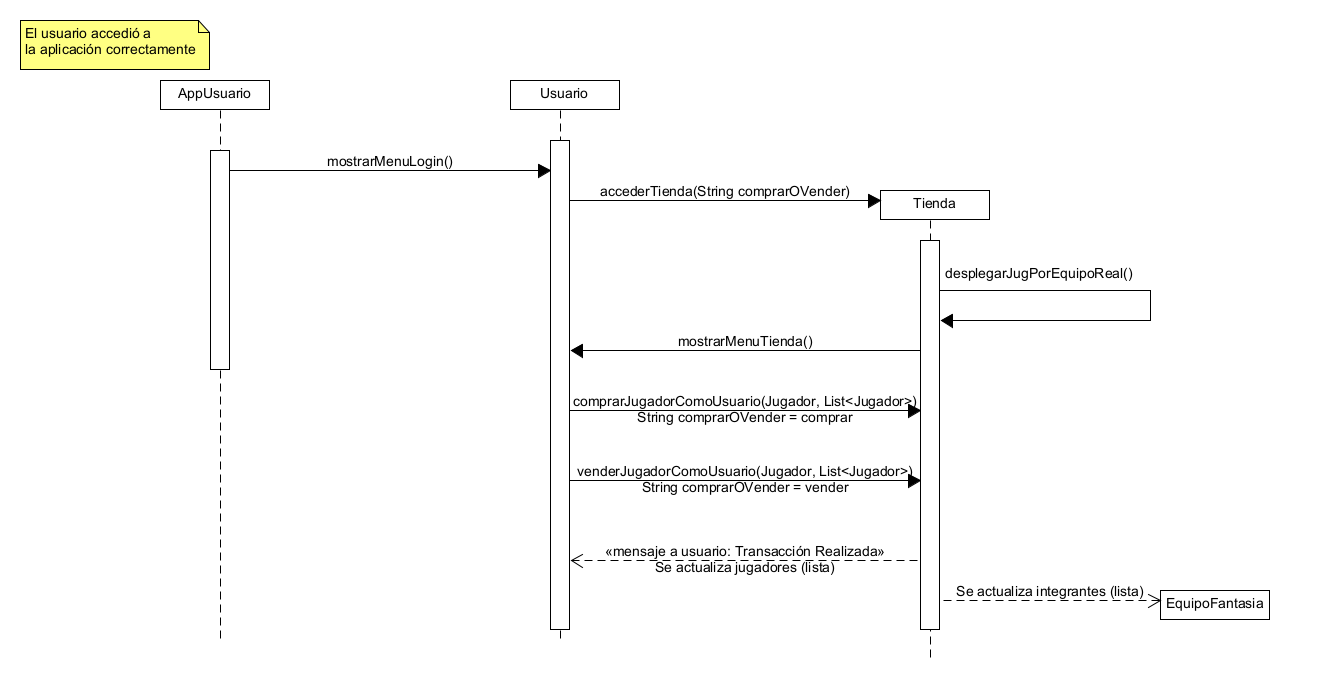 El usuario accedió a
la aplicación correctamente
AppUsuario
Usuario
mostrarMenuLogin()
accederTienda(String comprarOVender)
Tienda
desplegarJugPorEquipoReal()
mostrarMenuTienda()
comprarJugadorComoUsuario(Jugador, List<Jugador>)
String comprarOVender = comprar
venderJugadorComoUsuario(Jugador, List<Jugador>)
String comprarOVender = vender
«mensaje a usuario: Transacción Realizada»
Se actualiza jugadores (lista)
Se actualiza integrantes (lista)
EquipoFantasia